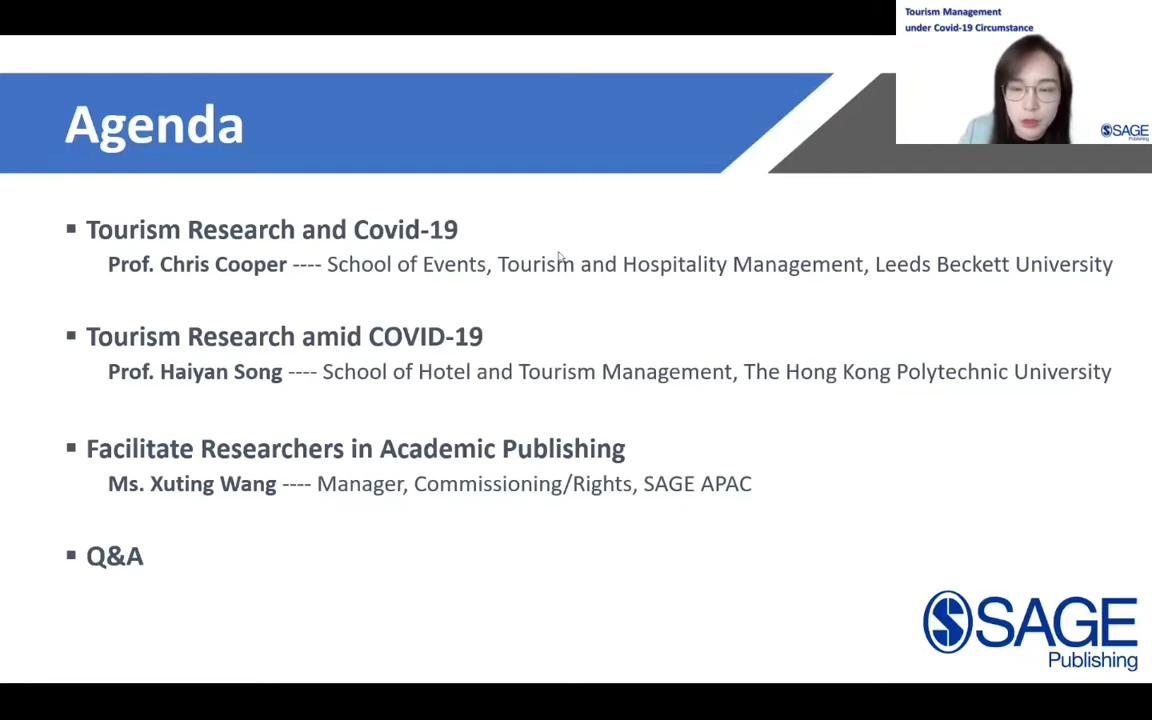 Tourism Management
under Covid-19 Circumstance
SAGE
Publishing
Agenda
▪ Tourism Research and Covid-19
Prof. Chris Cooper ---- School of Events, Tourism and Hospitality Management, Leeds Beckett University
▪ Tourism Research amid COVID-19
Prof. Haiyan Song ---- School of Hotel and Tourism Management, The Hong Kong Polytechnic University
▪ Facilitate Researchers in Academic Publishing
Ms. Xuting Wang ---- Manager, Commissioning/Rights, SAGE APAC
▪ Q&A
SAGE
Publishing